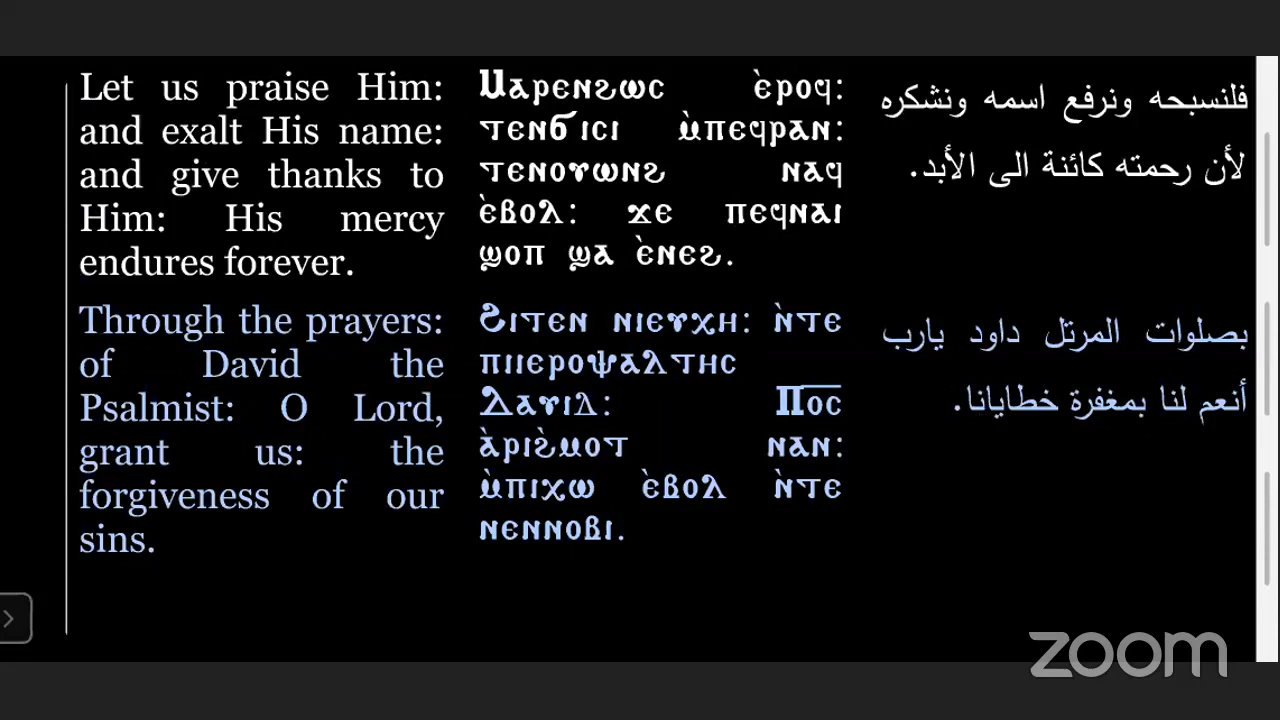 Let us praise Him:
and exalt His name:
and give thanks to
Him: His mercy
endures forever.
Ⲙⲁⲣⲉⲛϩⲱⲥ ⲉ̀ⲣⲟϥ:
ⲧⲉⲛϭⲓⲥⲓ ⲙ̀ⲡⲉϥⲣⲁⲛ:
ⲧⲉⲛⲟⲩⲱⲛϩ ⲛⲁϥ
ⲉ̀ⲃⲟⲗ: ϫⲉ ⲡⲉϥⲛⲁⲓ
ϣⲟⲡ ϣⲁ ⲉ̀ⲛⲉϩ.
فلنسبحه ونرفع اسمه ونشكره
لأن رحمته كائنة الى الأبد.
Through the prayers:
of David the
Psalmist: O Lord,
grant us: the
forgiveness of our
sins.
Ϩⲓⲧⲉⲛ ⲛⲓⲉⲩⲭⲏ: ⲛ̀ⲧⲉ
ⲡⲓⲓⲉⲣⲟⲯⲁⲗⲧⲏⲥ
Ⲇⲁⲩⲓⲇ: Ⲡ̅ⲟ̅ⲥ̅
ⲁ̀ⲣⲓϩ̀ⲙⲟⲧ ⲛⲁⲛ:
ⲙ̀ⲡⲓⲭⲱ ⲉ̀ⲃⲟⲗ ⲛ̀ⲧⲉ
ⲛⲉⲛⲛⲟⲃⲓ.
بصلوات المرتل داود يارب
أنعم لنا بمغفرة خطايانا.
zoom